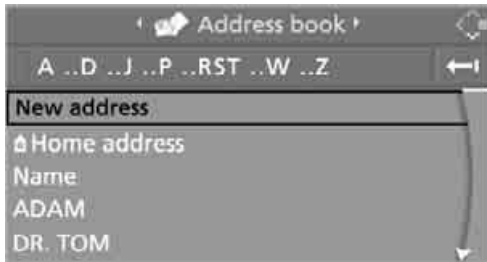 Address book
A ..D ..J ..P ..RST ..W ..Z
New address
Home address
Name
ADAM
DR. TOM